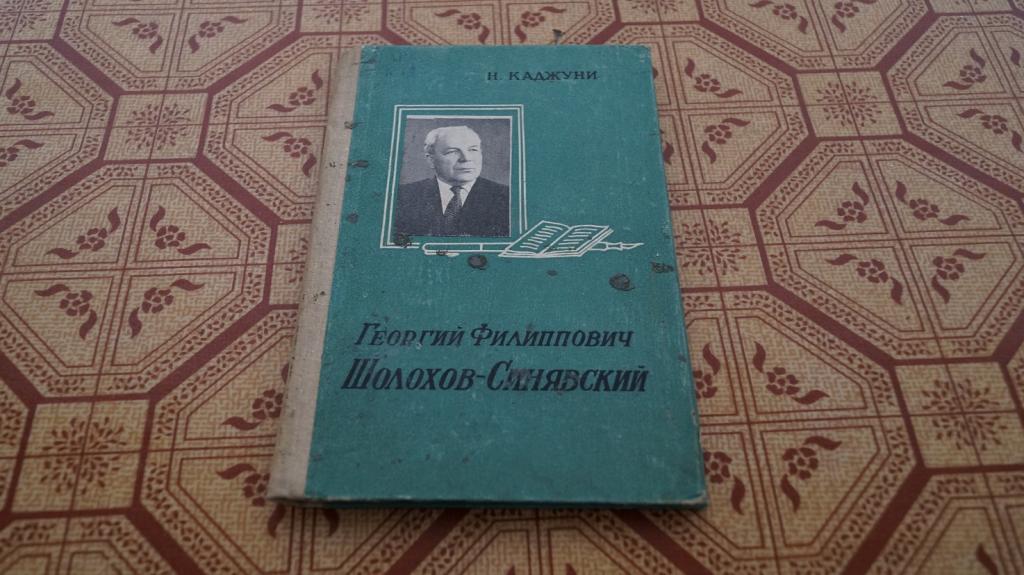 Н. КАДЖУНИ
ГЕОРГИЙ ФИЛИППОВИЧ
ШОЛОХОВ-СИНЯВСКИЙ